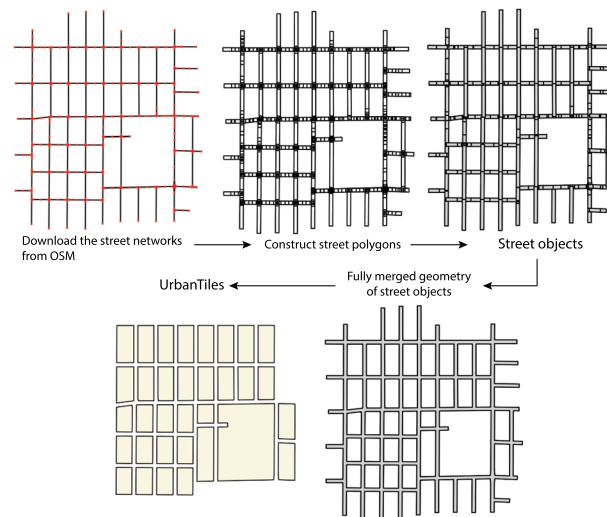 Download the street networks
from OSM
Construct street polygons
Street objects
Fully merged geometry
of street objects
UrbanTiles